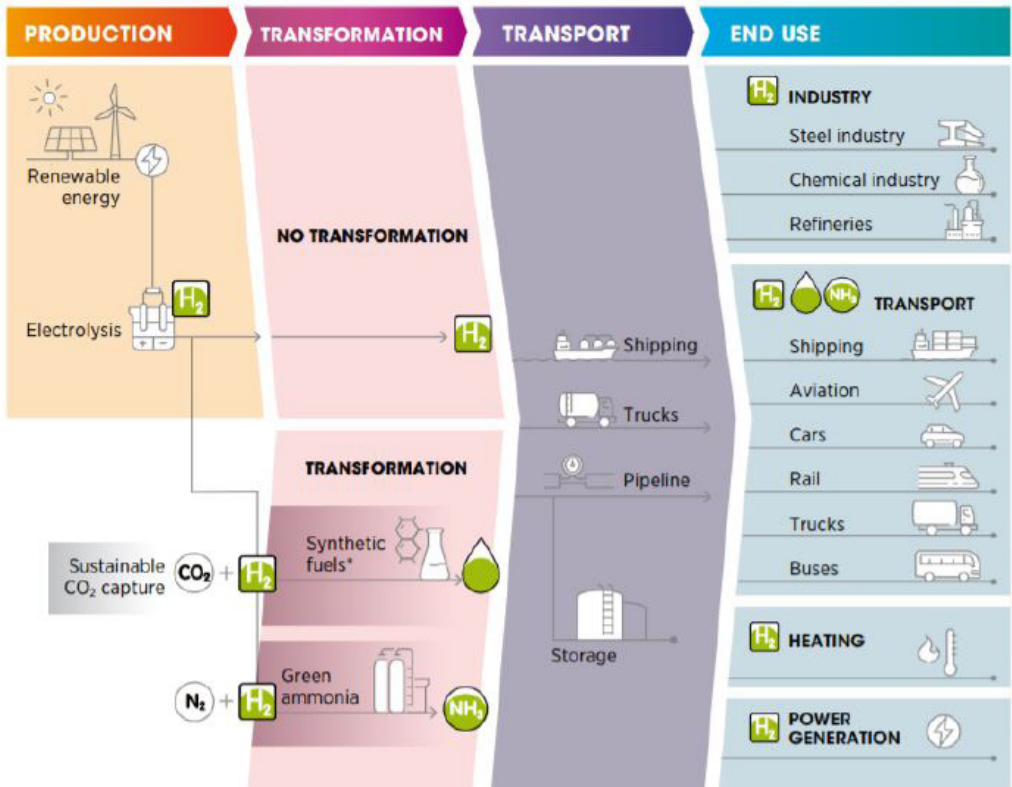 PRODUCTION
TRANSFORMATION
TRANSPORT
END USE
Renewable
energy
Electrolysis
H₂
NO TRANSFORMATION
H₂
TRANSFORMATION
Sustainable
CO₂ capture
CO₂ + H₂
Synthetic
fuels*
N₂ + H₂
Green
ammonia
NH₃
Shipping
Trucks
Pipeline
Storage
H₂ INDUSTRY
Steel industry
Chemical industry
Refineries
H₂ NH₃ TRANSPORT
Shipping
Aviation
Cars
Rail
Trucks
Buses
H₂ HEATING
H₂ POWER
GENERATION